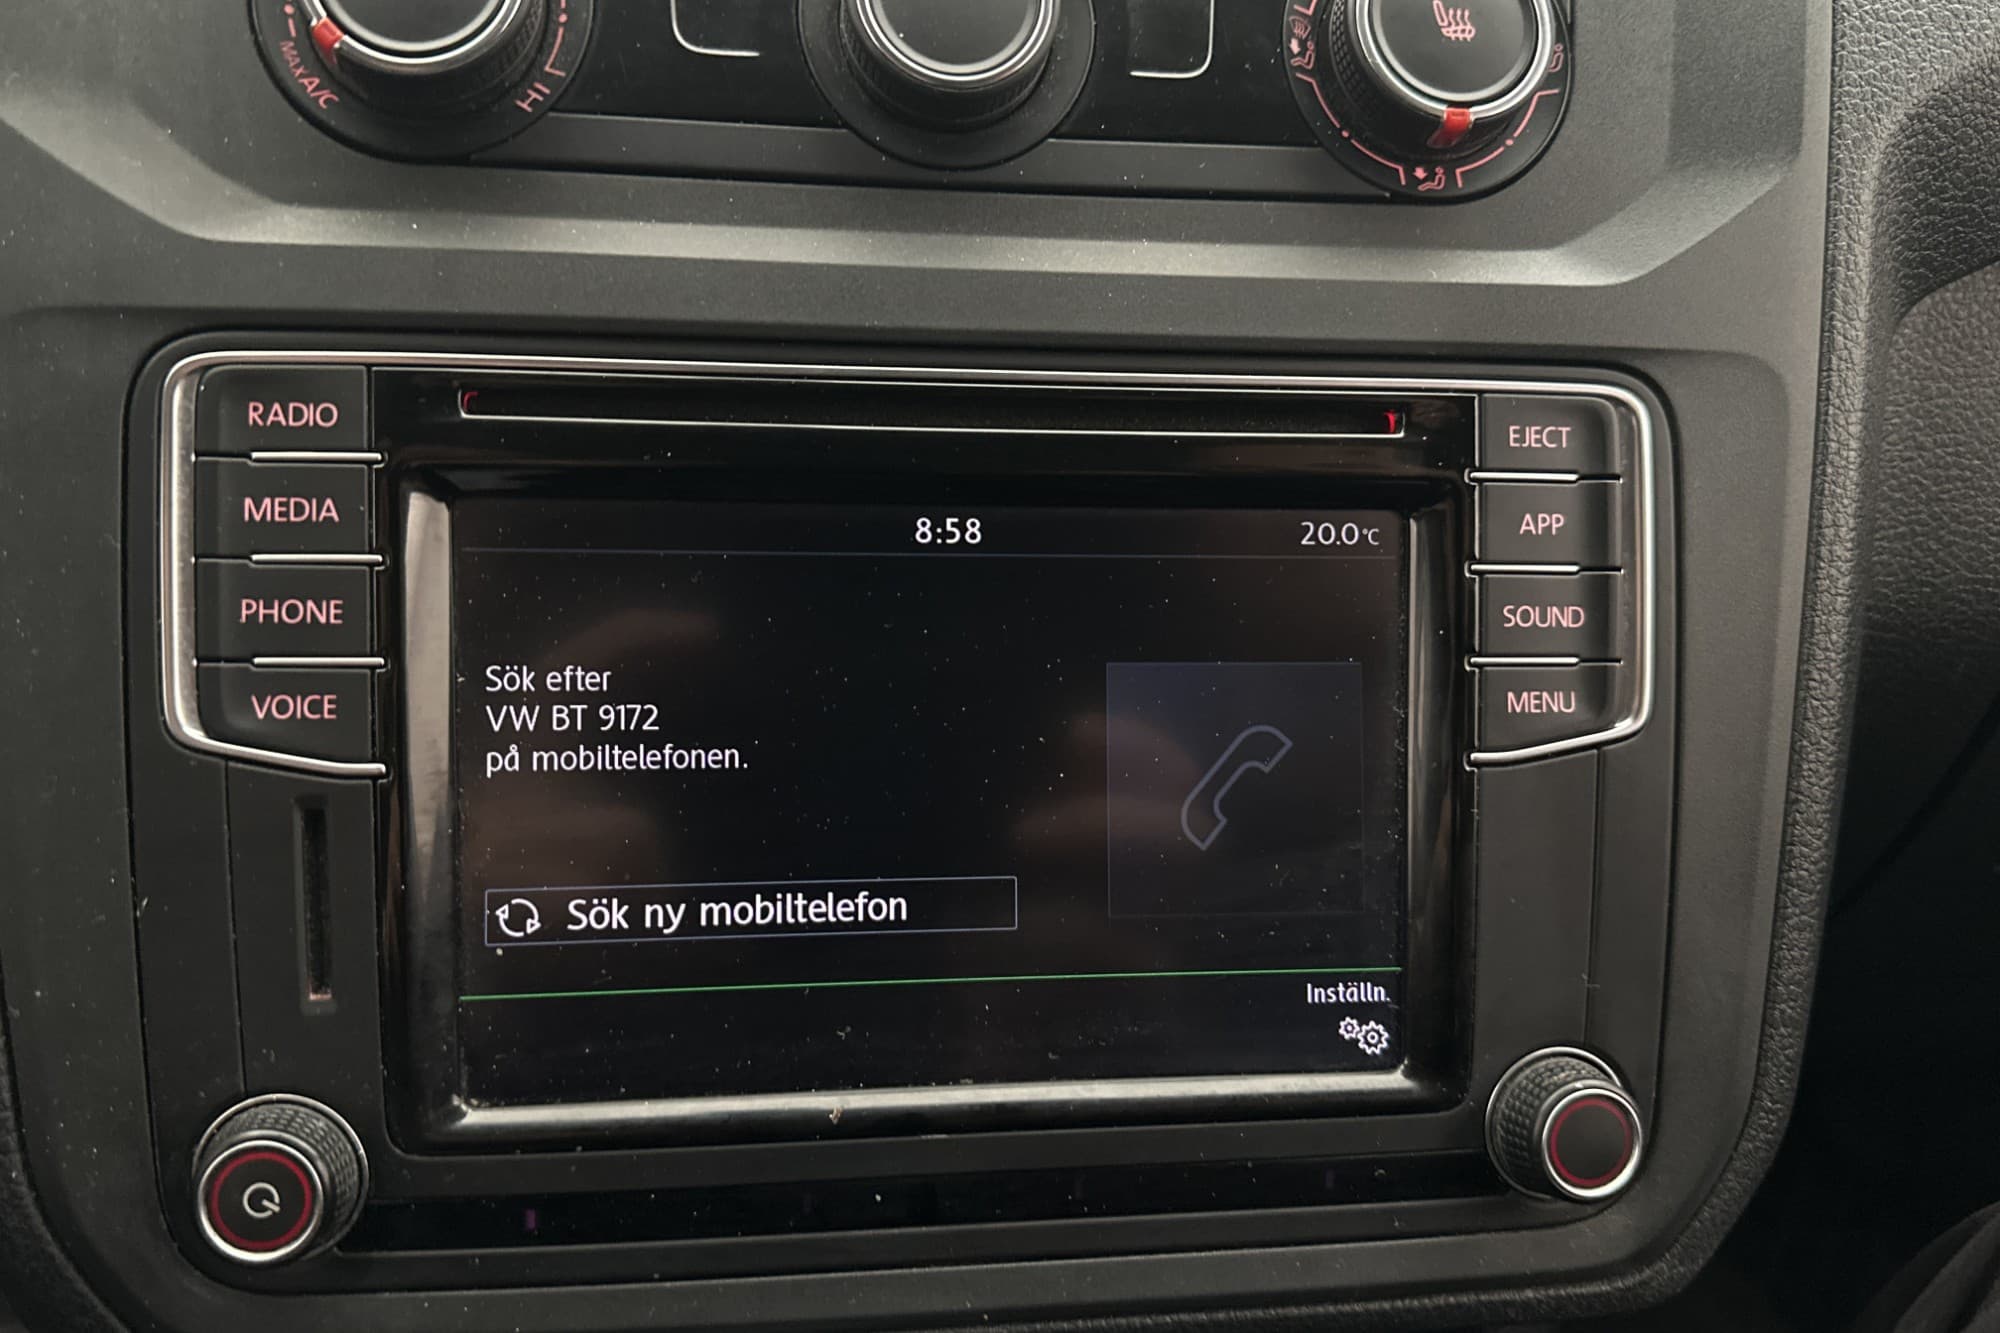 MAX A/C
HI
RADIO
MEDIA
PHONE
VOICE
EJECT
APP
SOUND
MENU
8:58
20.0°C
Sök efter
VW BT 9172
på mobiltelefonen.
Sök ny mobiltelefon
Inställn.